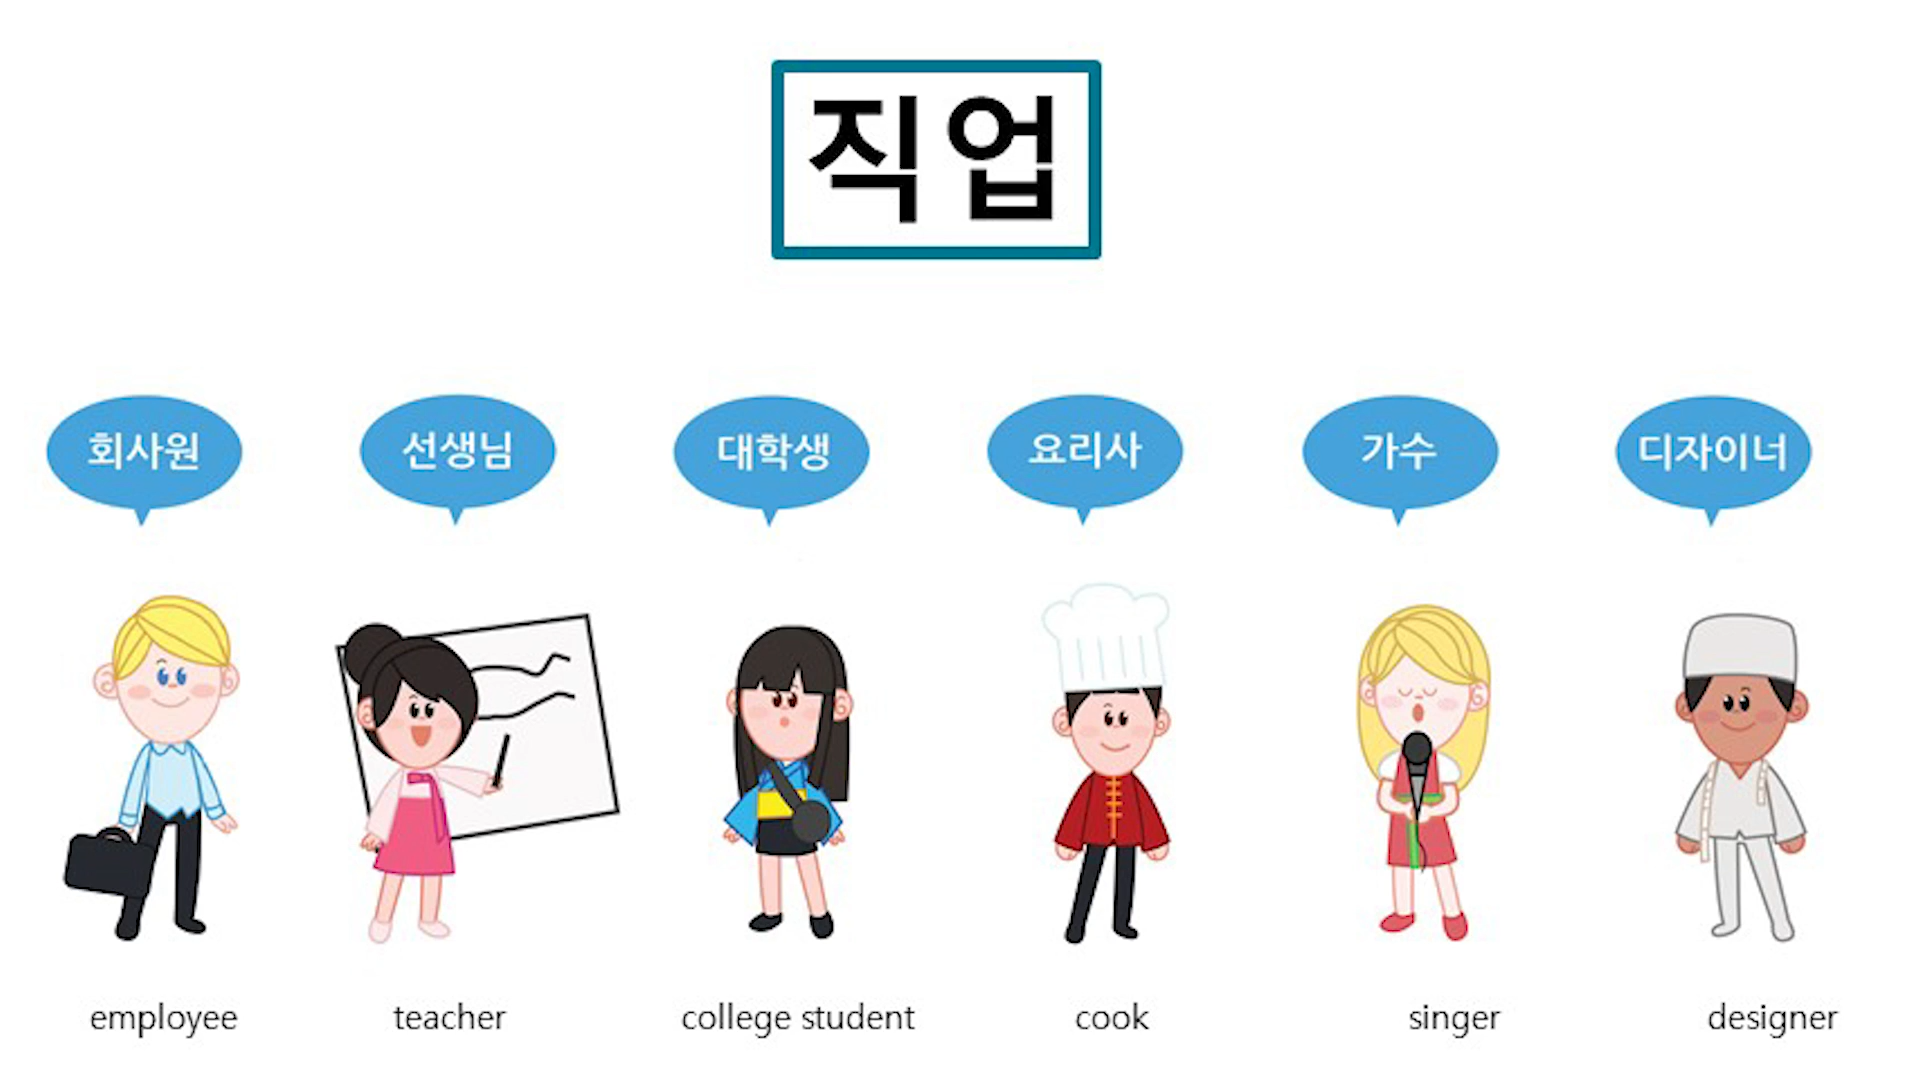 직업
회사원 선생님 대학생 요리사 가수 디자이너
employee teacher college student cook singer designer